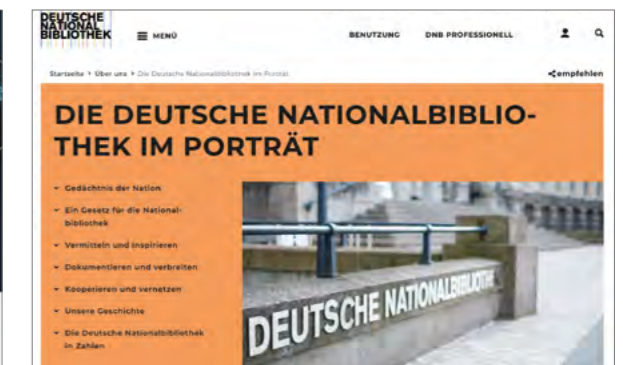 DEUTSCHE
NATIONAL
BIBLIOTHEK
MENÜ
BENUTZUNG
DNB PROFESSIONELL
Startseite > Über uns > Die Deutsche Nationalbibliothek im Porträt
empfehlen
DIE DEUTSCHE NATIONALBIBLIO-
THEK IM PORTRÄT
Gedächtnis der Nation
Ein Gesetz für die National-
bibliothek
Vermitteln und inspirieren
Dokumentieren und verbreiten
Kooperieren und vernetzen
Unsere Geschichte
Die Deutsche Nationalbibliothek
in Zahlen
DEUTSCHE NATIONALBIBLIOTHE